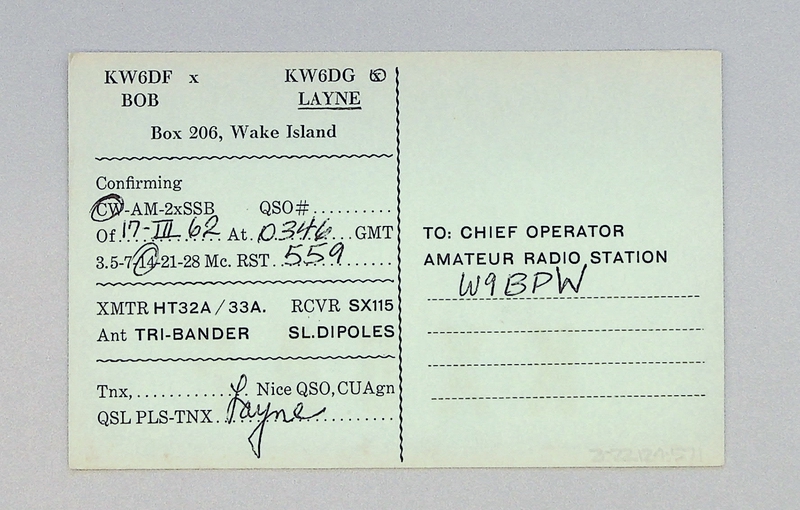 KW6DF x KW6DG x
BOB LAYNE
Box 206, Wake Island
Confirming
CW-AM-2xSSB QSO#..........
Of 17-III 62 At 0346 GMT
3.5-7-14-21-28 Mc. RST 559
XMTR HT32A/33A. RCVR SX115
Ant TRI-BANDER SL.DIPOLES
Tnx,............. Nice QSO, CUAgn
QSL PLS-TNX.. Layne
TO: CHIEF OPERATOR
AMATEUR RADIO STATION
W9BPW